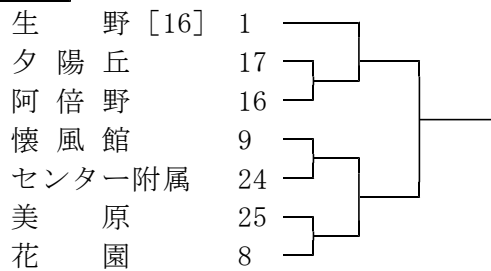 生野［16］ 1
夕陽丘 17
阿倍野 16
懐風館 9
センター附属 24
美原 25
花園 8